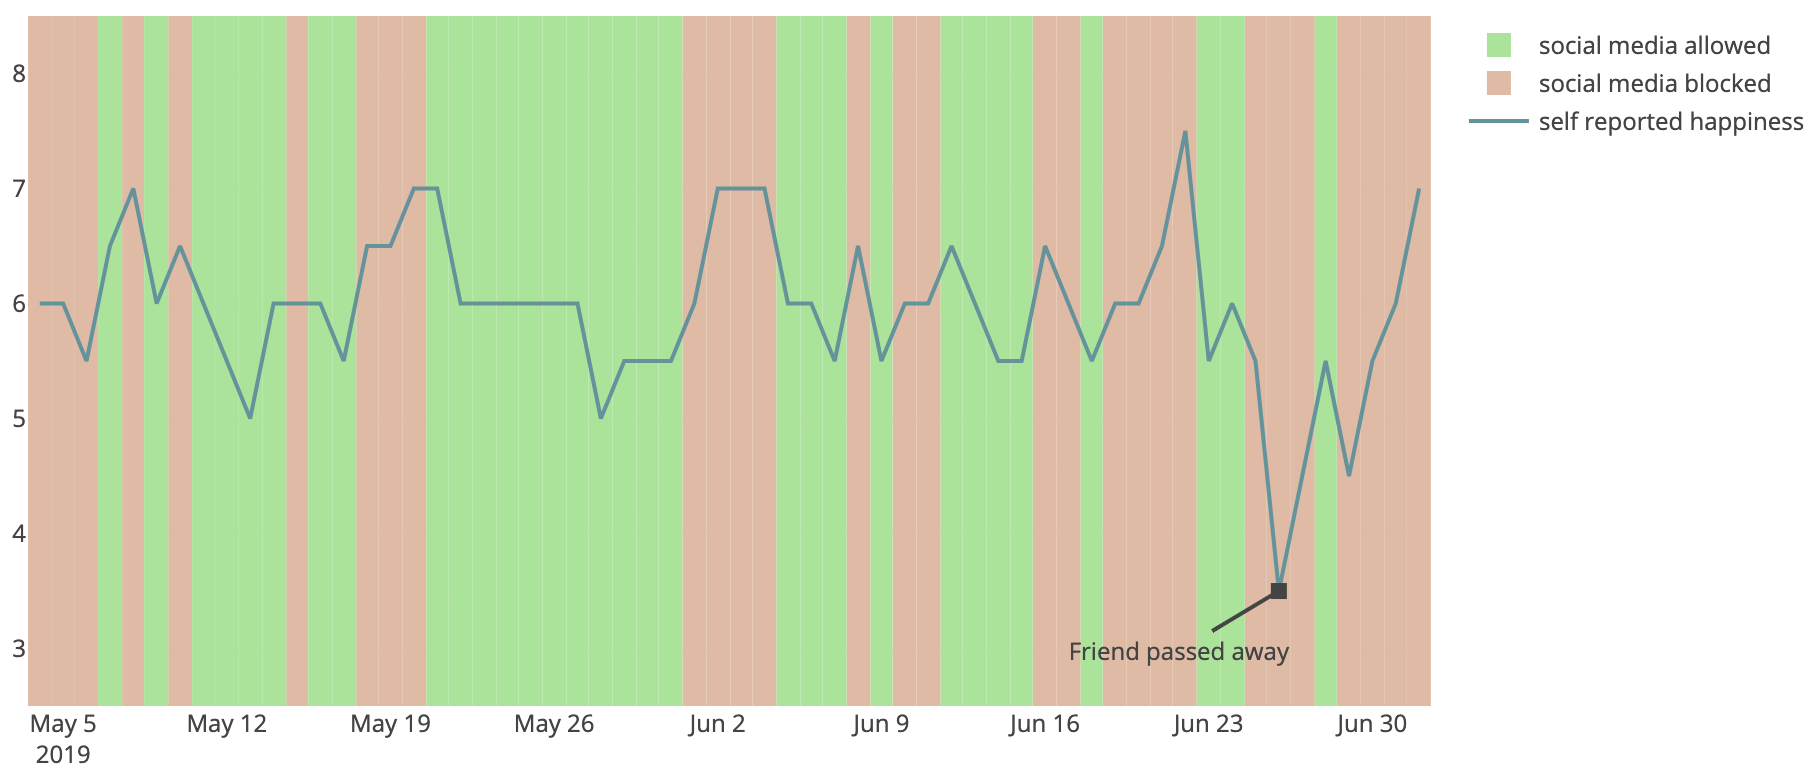 social media allowed
social media blocked
self reported happiness
8
7
6
5
4
3
Friend passed away
May 5 May 12 May 19 May 26 Jun 2 Jun 9 Jun 16 Jun 23 Jun 30
2019